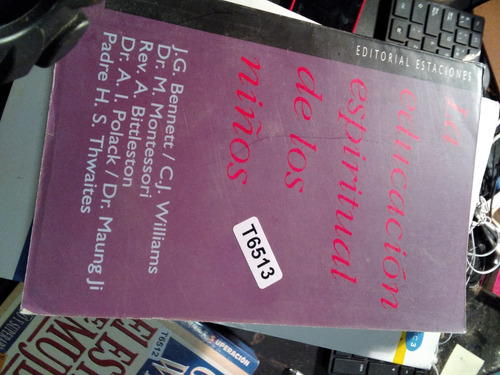 EDITORIAL ESTACIONES
la
educación
espiritual
de los
niños
T6513
J.G. Bennett / C.J. Williams
Dr. M. Montessori
Rev. A. Bittleston
Dr. A. I. Polack / Dr. Maung Ji
Padre H. S. Thwaites
T6512